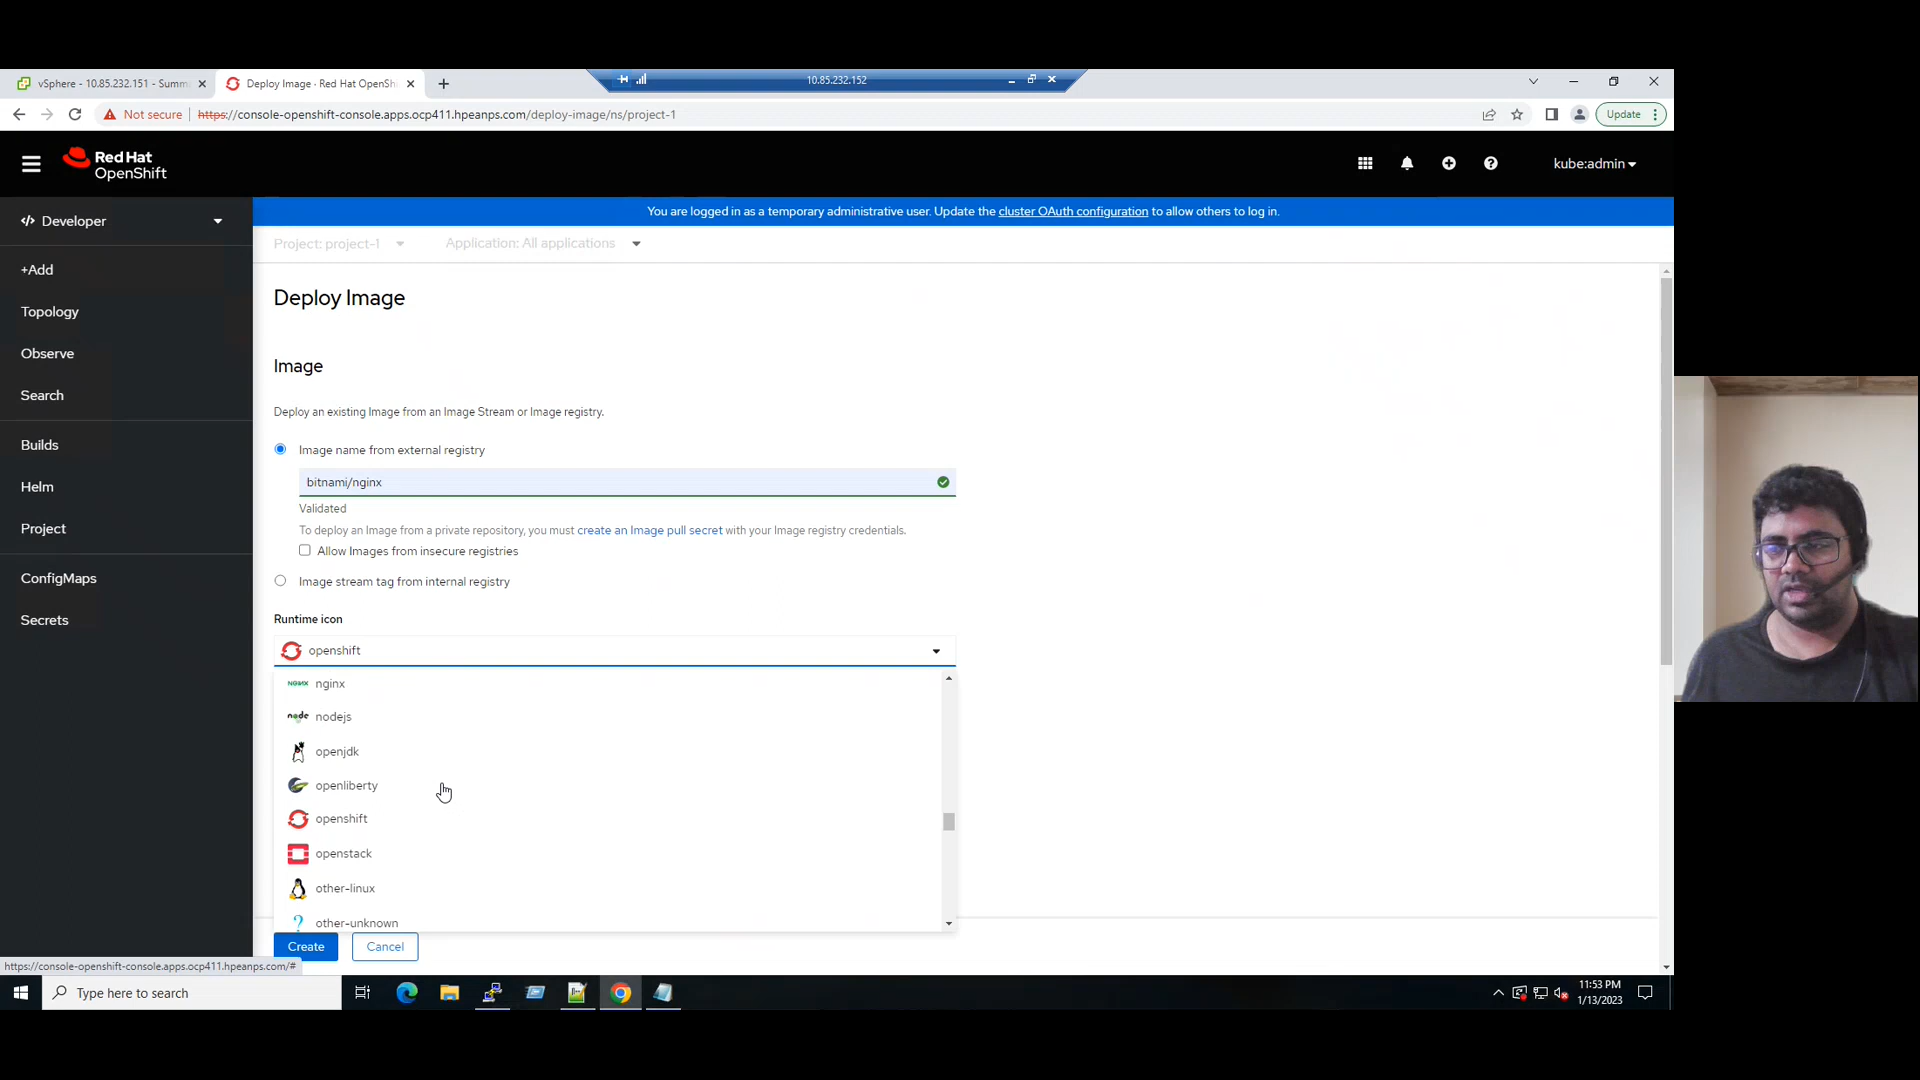 vSphere - 10.85.232.151 - Summ
Deploy Image - Red Hat OpenShi
10.85.232.152
Not secure
https://console-openshift-console.apps.ocp411.hpeanps.com/deploy-image/ns/project-1
Update
Red Hat
OpenShift
kube:admin
Developer
You are logged in as a temporary administrative user. Update the cluster OAuth configuration to allow others to log in.
Project: project-1
Application: All applications
+Add
Topology
Observe
Search
Builds
Helm
Project
ConfigMaps
Secrets
Deploy Image
Image
Deploy an existing Image from an Image Stream or Image registry.
Image name from external registry
bitnami/nginx
Validated
To deploy an Image from a private repository, you must create an Image pull secret with your Image registry credentials.
Allow Images from insecure registries
Image stream tag from internal registry
Runtime icon
openshift
NGINX nginx
node nodejs
openjdk
openliberty
openshift
openstack
other-linux
? other-unknown
Create
Cancel
https://console-openshift-console.apps.ocp411.hpeanps.com/#
Type here to search
11:53 PM
1/13/2023